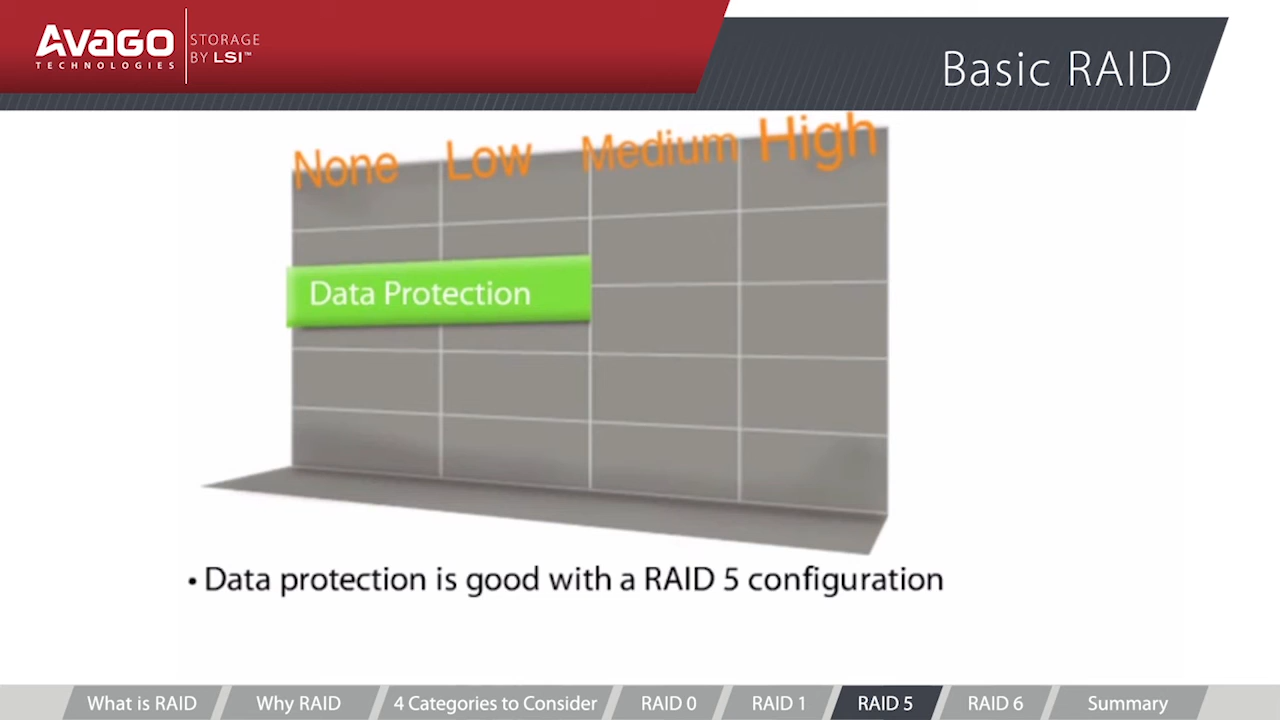 AVAGO
TECHNOLOGIES
STORAGE
BY LSI™
Basic RAID
None Low Medium High
Data Protection
• Data protection is good with a RAID 5 configuration
What is RAID Why RAID 4 Categories to Consider RAID 0 RAID 1 RAID 5 RAID 6 Summary